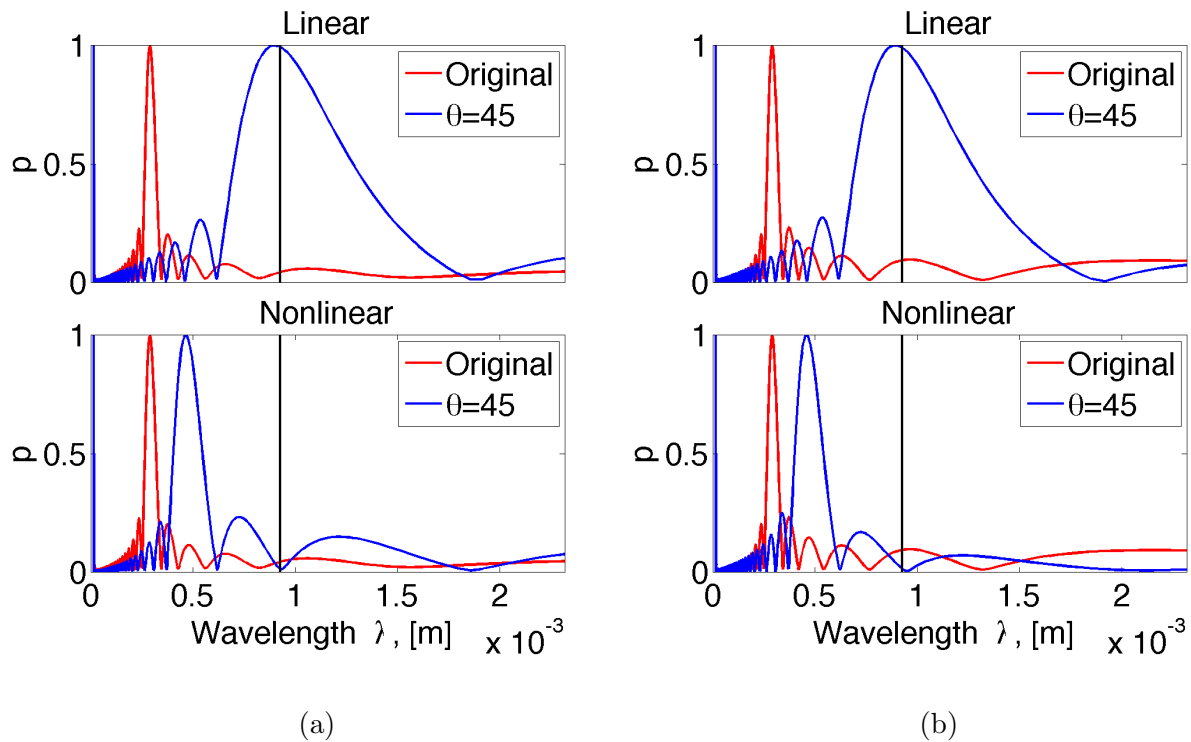 Linear
1
0.5
0
p
Original
θ=45
Nonlinear
1
0.5
0
p
Original
θ=45
0 0.5 1 1.5 2
Wavelength λ, [m] x 10-3
(a)
Linear
1
0.5
0
p
Original
θ=45
Nonlinear
1
0.5
0
p
Original
θ=45
0 0.5 1 1.5 2
Wavelength λ, [m] x 10-3
(b)